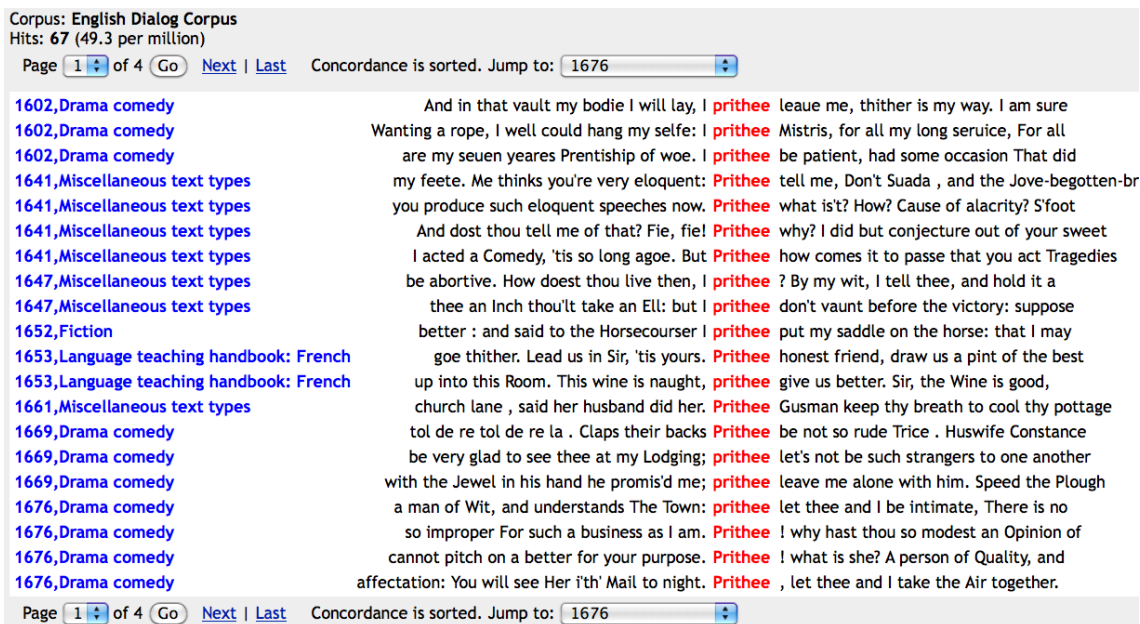 Corpus: English Dialog Corpus
Hits: 67 (49.3 per million)
Page 1 of 4 Go Next | Last Concordance is sorted. Jump to: 1676
1602,Drama comedy And in that vault my bodie I will lay, I prithee leaue me, thither is my way. I am sure
1602,Drama comedy Wanting a rope, I well could hang my selfe: I prithee Mistris, for all my long seruice, For all
1602,Drama comedy are my seuen yeares Prentiship of woe. I prithee be patient, had some occasion That did
1641,Miscellaneous text types my feete. Me thinks you're very eloquent: Prithee tell me, Don't Suada , and the Jove-begotten-br
1641,Miscellaneous text types you produce such eloquent speeches now. Prithee what is't? How? Cause of alacrity? S'foot
1641,Miscellaneous text types And dost thou tell me of that? Fie, fie! Prithee why? I did but conjecture out of your sweet
1641,Miscellaneous text types I acted a Comedy, 'tis so long agoe. But Prithee how comes it to passe that you act Tragedies
1647,Miscellaneous text types be abortive. How doest thou live then, I prithee ? By my wit, I tell thee, and hold it a
1647,Miscellaneous text types thee an Inch thou'lt take an Ell: but I prithee don't vaunt before the victory: suppose
1652,Fiction better : and said to the Horsecourser I prithee put my saddle on the horse: that I may
1653,Language teaching handbook: French goe thither. Lead us in Sir, 'tis yours. Prithee honest friend, draw us a pint of the best
1653,Language teaching handbook: French up into this Room. This wine is naught, prithee give us better. Sir, the Wine is good,
1661,Miscellaneous text types church lane , said her husband did her. Prithee Gusman keep thy breath to cool thy pottage
1669,Drama comedy tol de re tol de re la . Claps their backs Prithee be not so rude Trice . Huswife Constance
1669,Drama comedy be very glad to see thee at my Lodging; prithee let's not be such strangers to one another
1669,Drama comedy with the Jewel in his hand he promis'd me; prithee leave me alone with him. Speed the Plough
1676,Drama comedy a man of Wit, and understands The Town: prithee let thee and I be intimate, There is no
1676,Drama comedy so improper For such a business as I am. Prithee ! why hast thou so modest an Opinion of
1676,Drama comedy cannot pitch on a better for your purpose. Prithee ! what is she? A person of Quality, and
1676,Drama comedy affectation: You will see Her i'th' Mail to night. Prithee , let thee and I take the Air together.
Page 1 of 4 Go Next | Last Concordance is sorted. Jump to: 1676